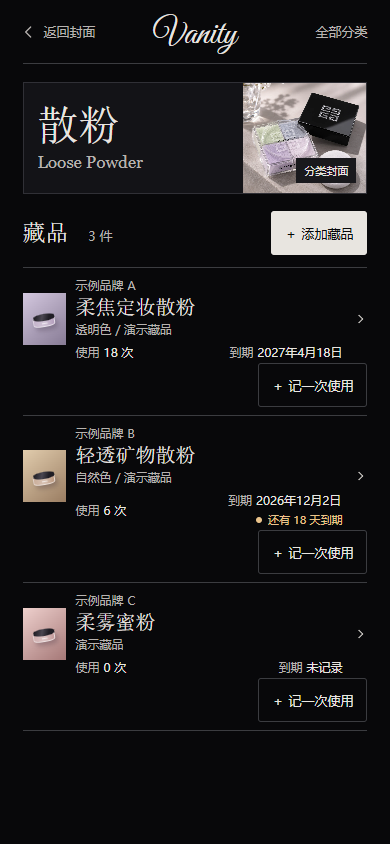 返回封面
Vanity
全部分类
散粉
Loose Powder
分类封面
藏品
3 件
+ 添加藏品
示例品牌 A
柔焦定妆散粉
透明色 / 演示藏品
使用 18 次
到期 2027年4月18日
+ 记一次使用
示例品牌 B
轻透矿物散粉
自然色 / 演示藏品
使用 6 次
到期 2026年12月2日
还有 18 天到期
+ 记一次使用
示例品牌 C
柔雾蜜粉
演示藏品
使用 0 次
到期 未记录
+ 记一次使用